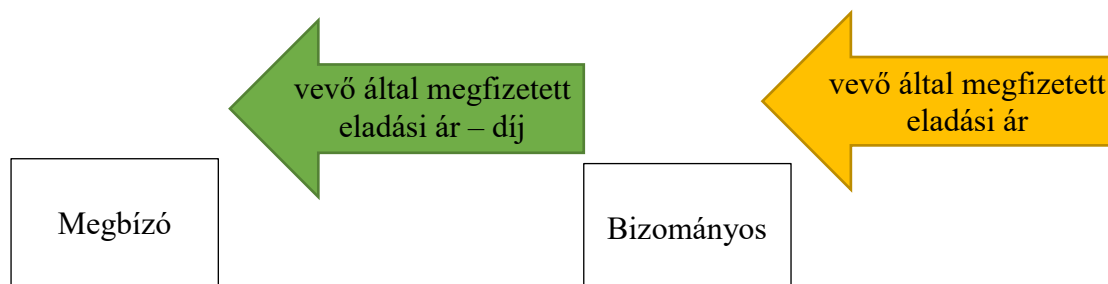 vevő által megfizetett
eladási ár – díj
vevő által megfizetett
eladási ár
Megbízó
Bizományos